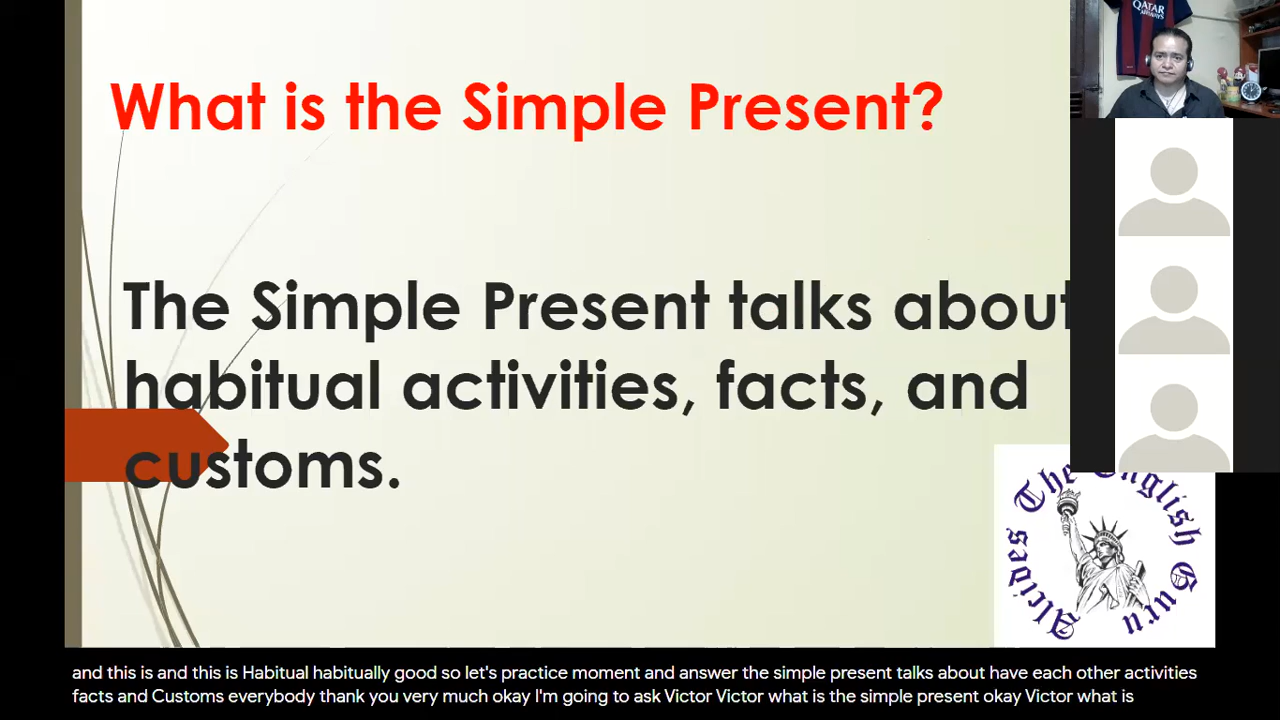 What is the Simple Present?
QATAR
AIRWAYS
The Simple Present talks about
habitual activities, facts, and
customs.
Alcides The English Guru
and this is and this is Habitual habitually good so let's practice moment and answer the simple present talks about have each other activities
facts and Customs everybody thank you very much okay I'm going to ask Victor Victor what is the simple present okay Victor what is